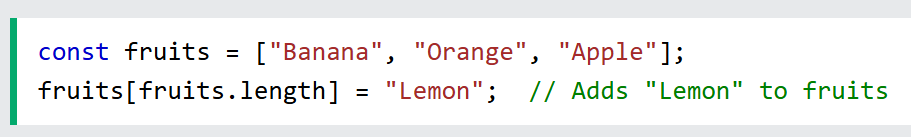 const fruits = ["Banana", "Orange", "Apple"];
fruits[fruits.length] = "Lemon";  // Adds "Lemon" to fruits